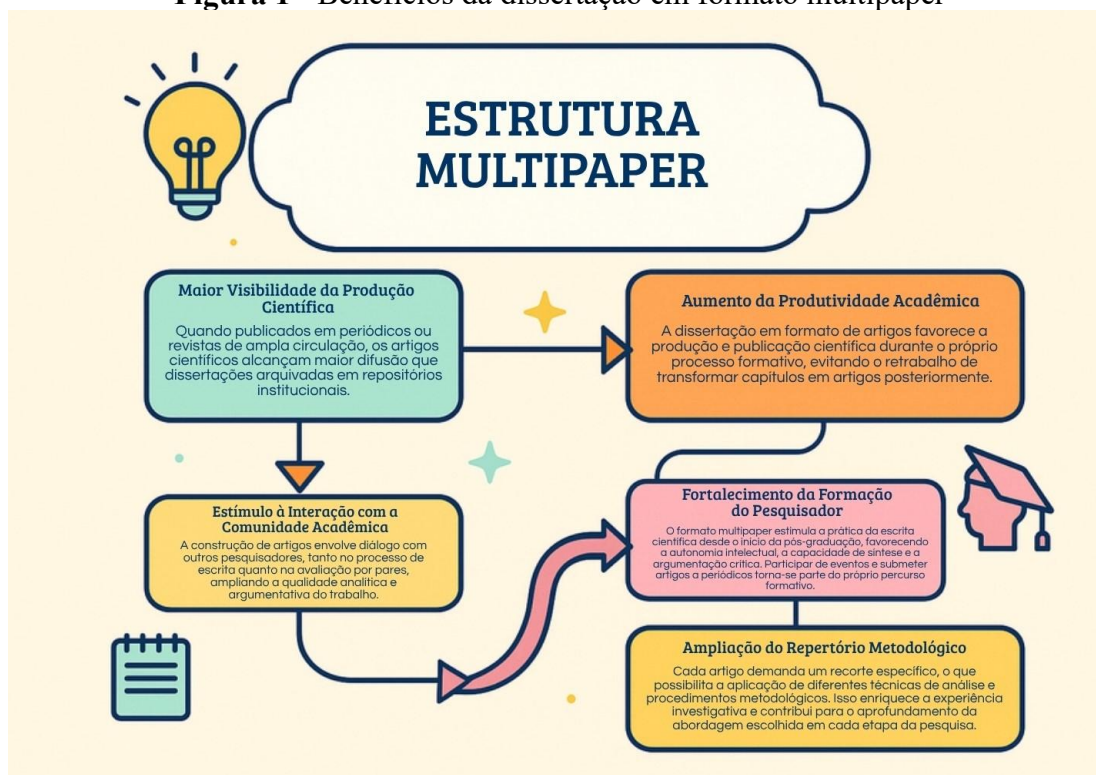 Figura 1 - Benefícios da dissertação em formato multipaper
ESTRUTURA
MULTIPAPER
Maior Visibilidade da Produção
Científica
Quando publicados em periódicos ou
revistas de ampla circulação, os artigos
científicos alcançam maior difusão que
dissertações arquivadas em repositórios
institucionais.
Aumento da Produtividade Acadêmica
A dissertação em formato de artigos favorece a
produção e publicação científica durante o próprio
processo formativo, evitando o retrabalho de
transformar capítulos em artigos posteriormente.
Estímulo à Interação com a
Comunidade Acadêmica
A construção de artigos envolve diálogo com
outros pesquisadores, tanto no processo de
escrita quanto na avaliação por pares,
ampliando a qualidade analítica e
argumentativa do trabalho.
Fortalecimento da Formação
do Pesquisador
O formato multipaper estimula a prática da escrita
científica desde o início da pós-graduação, favorecendo
a autonomia intelectual, a capacidade de síntese e a
argumentação crítica. Participar de eventos e submeter
artigos a periódicos torna-se parte do próprio percurso
formativo.
Ampliação do Repertório Metodológico
Cada artigo demanda um recorte específico, o que
possibilita a aplicação de diferentes técnicas de análise e
procedimentos metodológicos. Isso enriquece a experiência
investigativa e contribui para o aprofundamento da
abordagem escolhida em cada etapa da pesquisa.